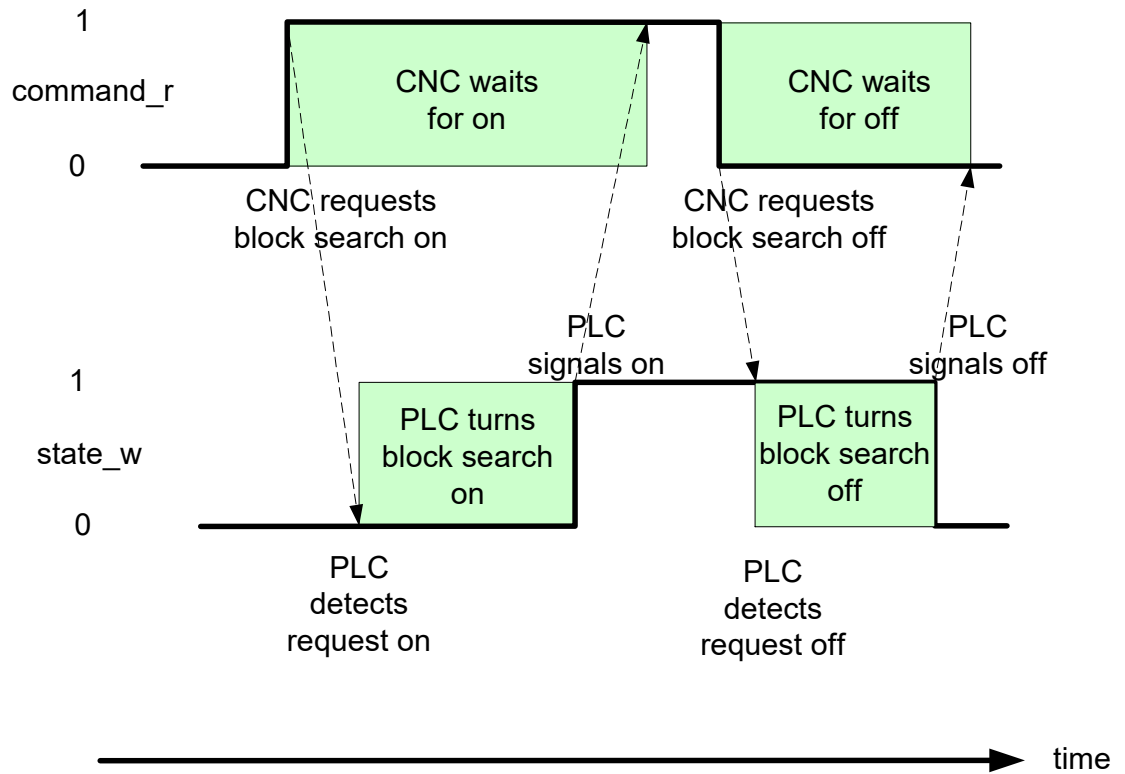 1
command_r
0
CNC waits
for on
CNC waits
for off
CNC requests
block search on
CNC requests
block search off
PLC
signals on
PLC
signals off
1
state_w
0
PLC turns
block search
on
PLC turns
block search
off
PLC
detects
request on
PLC
detects
request off
time